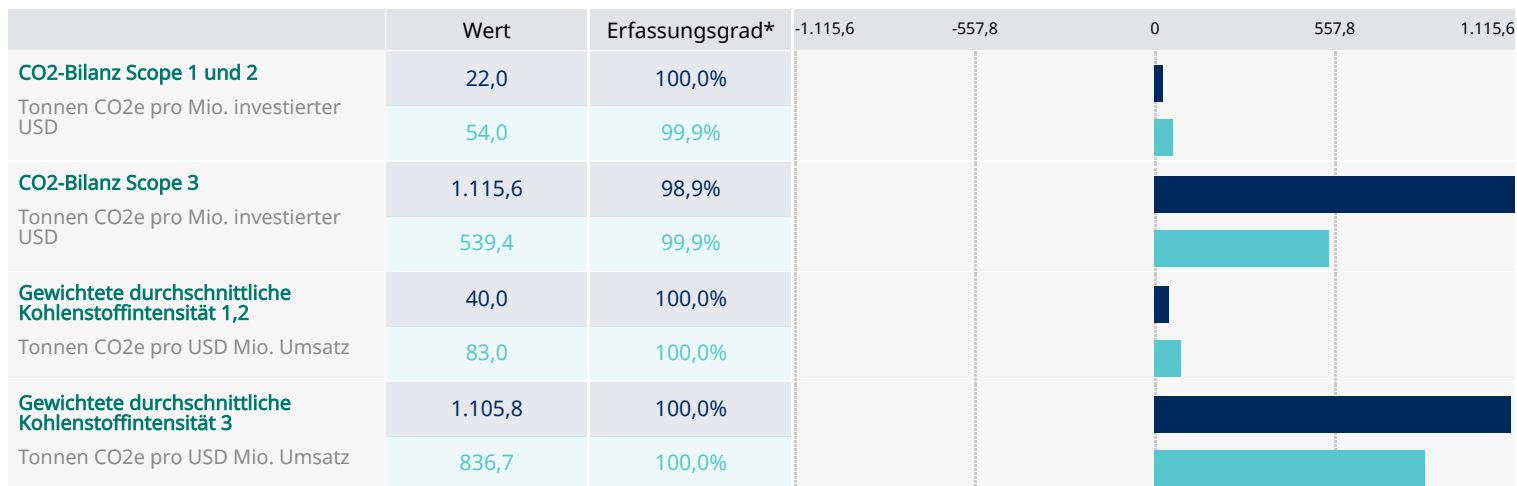 Wert Erfassungsgrad* -1.115,6 -557,8 0 557,8 1.115,6
CO2-Bilanz Scope 1 und 2
Tonnen CO2e pro Mio. investierter
USD
22,0 100,0%
54,0 99,9%
CO2-Bilanz Scope 3
Tonnen CO2e pro Mio. investierter
USD
1.115,6 98,9%
539,4 99,9%
Gewichtete durchschnittliche
Kohlenstoffintensität 1,2
Tonnen CO2e pro USD Mio. Umsatz
40,0 100,0%
83,0 100,0%
Gewichtete durchschnittliche
Kohlenstoffintensität 3
Tonnen CO2e pro USD Mio. Umsatz
1.105,8 100,0%
836,7 100,0%